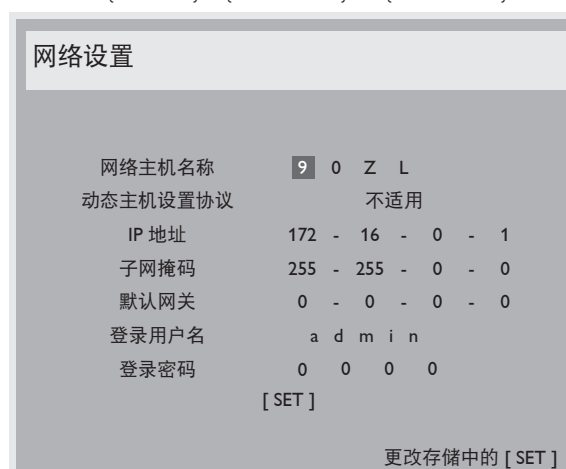 网络设置
网络主机名称 9 0 Z L
动态主机设置协议 不适用
IP 地址 172 - 16 - 0 - 1
子网掩码 255 - 255 - 0 - 0
默认网关 0 - 0 - 0 - 0
登录用户名 a d m i n
登录密码 0 0 0 0
[ SET ]
更改存储中的 [ SET ]